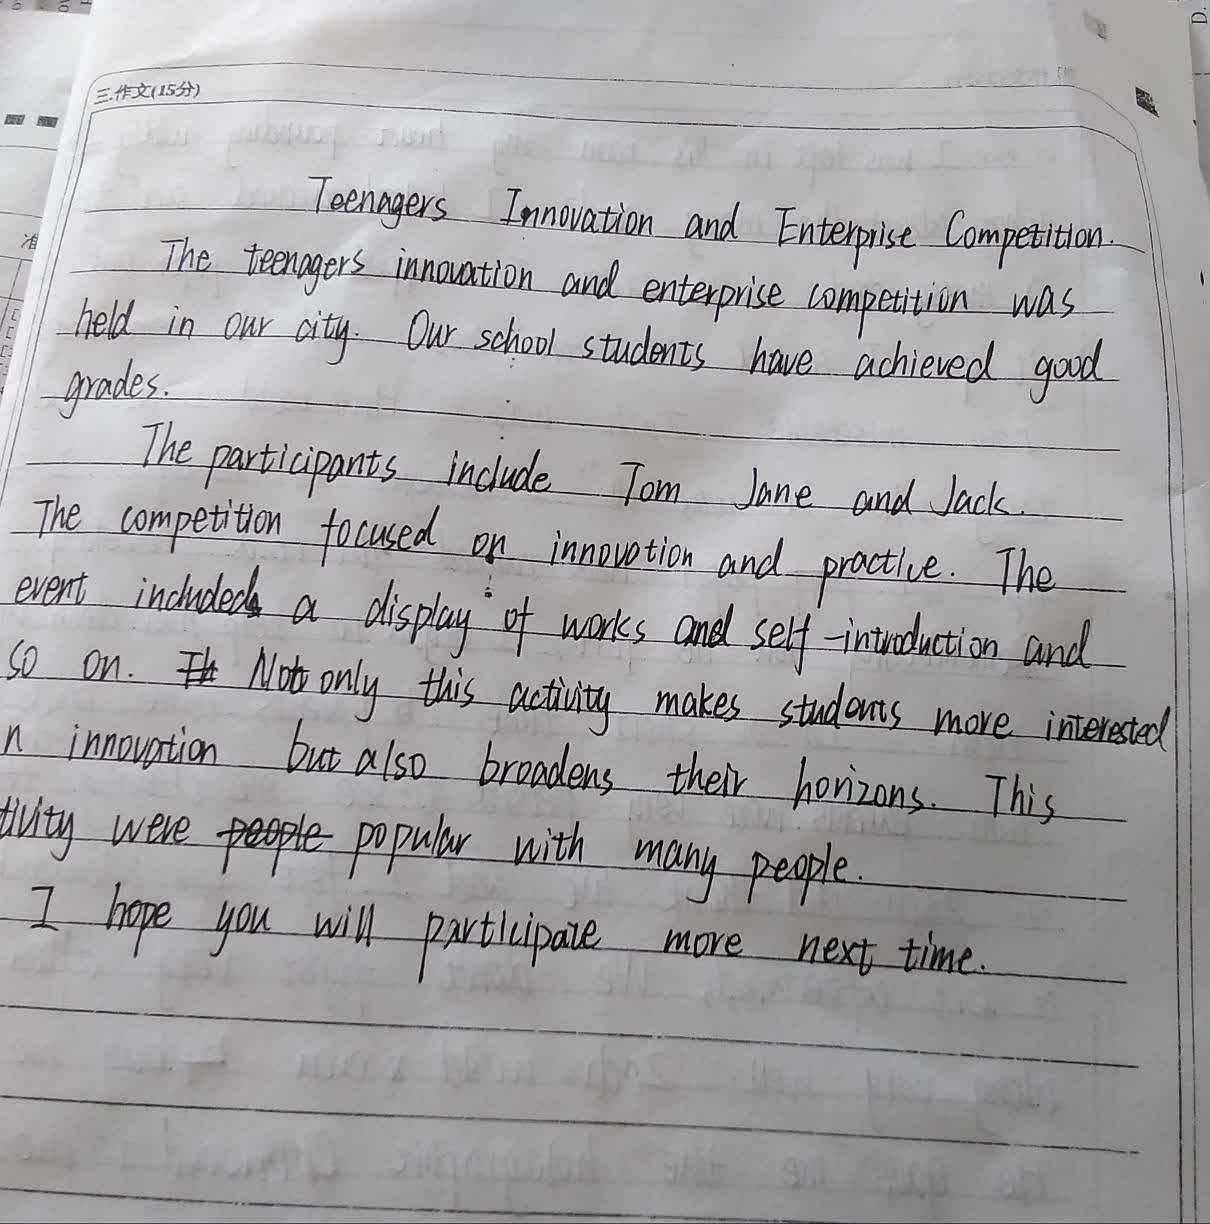 三.作文(15分)
Teenagers Innovation and Enterprise Competition.
The teenagers innovation and enterprise competition was
held in our city. Our school students have achieved good
grades.
The participants include Tom Jane and Jack.
The competition focused on innovation and practice. The
event included a display of works and self-introduction and
so on. Not only this activity makes students more interested
n innovation but also broadens their horizons. This
tivity were people popular with many people.
I hope you will participate more next time.
准
D.